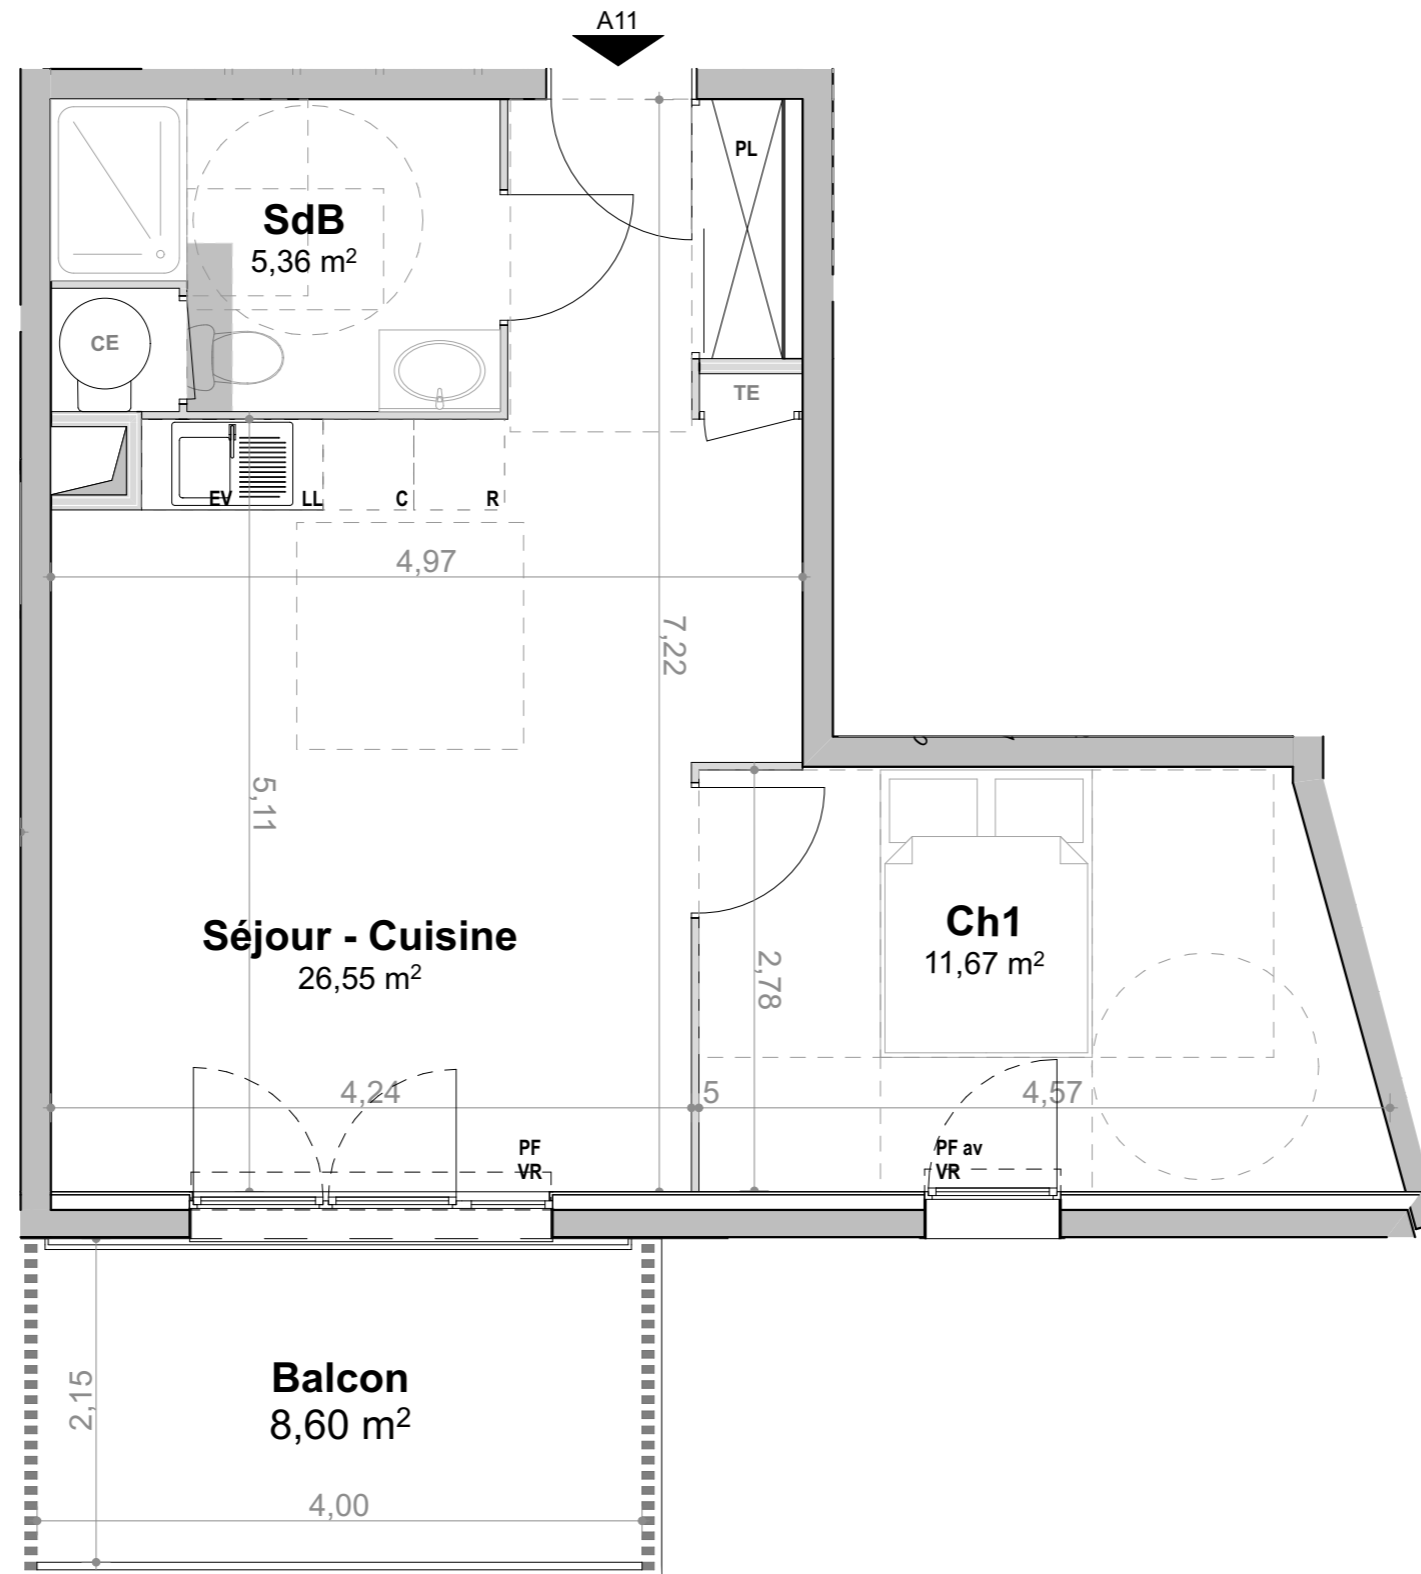 A11
PL
SdB
5,36 m²
CE
TE
EV
LL
C
R
4,97
7,22
5,11
Séjour - Cuisine
26,55 m²
Ch1
11,67 m²
2,78
4,24
5
4,57
PF
VR
PF av
VR
Balcon
8,60 m²
2,15
4,00